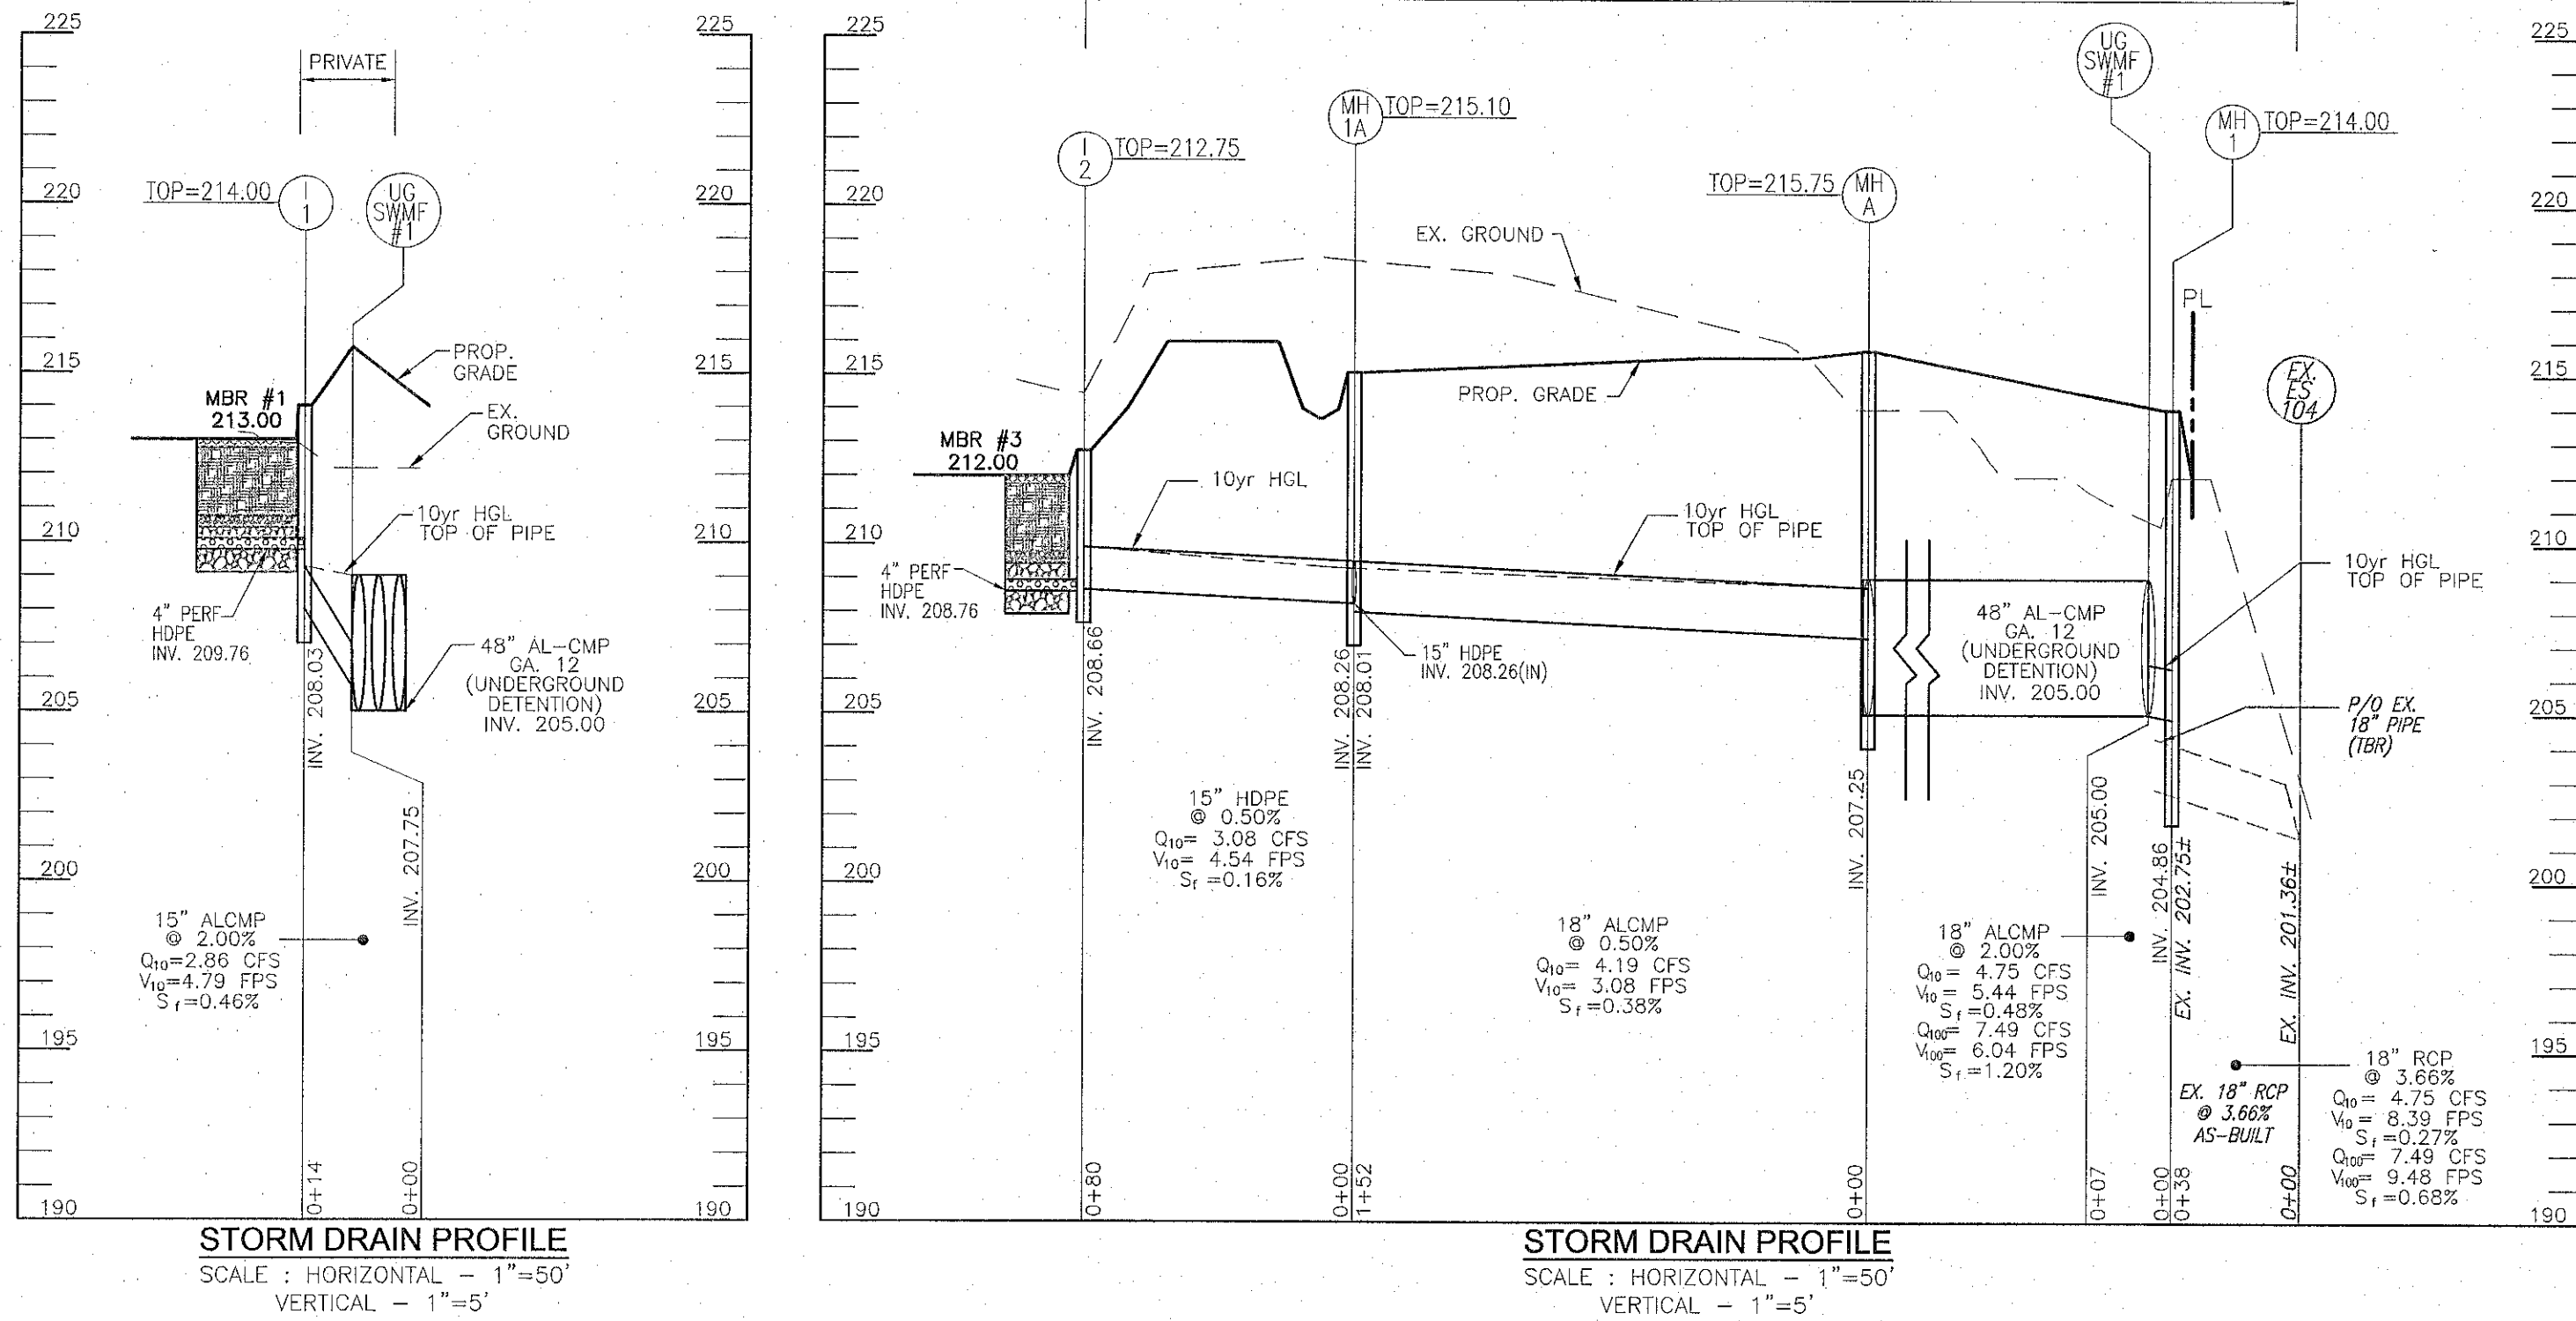 225
220
215
210
205
200
195
190
225
220
215
210
205
200
195
190
PRIVATE
TOP=214.00
I
1
UG
SWMF
#1
PROP.
GRADE
MBR #1
213.00
EX.
GROUND
10yr HGL
TOP OF PIPE
4" PERF
HDPE
INV. 209.76
INV. 208.03
48" AL-CMP
GA. 12
(UNDERGROUND
DETENTION)
INV. 205.00
INV. 207.75
15" ALCMP
@ 2.00%
Q10=2.86 CFS
V10=4.79 FPS
Sf=0.46%
0+14
0+00
STORM DRAIN PROFILE
SCALE : HORIZONTAL - 1"=50'
VERTICAL - 1"=5'
225
220
215
210
205
200
195
190
225
220
215
210
205
200
195
190
I
2
TOP=212.75
MH
1A
TOP=215.10
TOP=215.75
MH
A
UG
SWMF
#1
MH
1
TOP=214.00
EX. GROUND
PL
PROP. GRADE
EX.
ES
104
MBR #3
212.00
10yr HGL
10yr HGL
TOP OF PIPE
10yr HGL
TOP OF PIPE
4" PERF
HDPE
INV. 208.76
INV. 208.66
INV. 208.26
INV. 208.01
15" HDPE
INV. 208.26(IN)
48" AL-CMP
GA. 12
(UNDERGROUND
DETENTION)
INV. 205.00
P/O EX.
18" PIPE
(TBR)
INV. 207.25
INV. 205.00
INV. 204.86
EX. INV. 202.75±
EX. INV. 201.36±
15" HDPE
@ 0.50%
Q10= 3.08 CFS
V10= 4.54 FPS
Sf=0.16%
18" ALCMP
@ 0.50%
Q10= 4.19 CFS
V10= 3.08 FPS
Sf=0.38%
18" ALCMP
@ 2.00%
Q10= 4.75 CFS
V10= 5.44 FPS
Sf=0.48%
Q100= 7.49 CFS
V100= 6.04 FPS
Sf=1.20%
EX. 18" RCP
@ 3.66%
AS-BUILT
18" RCP
@ 3.66%
Q10= 4.75 CFS
V10= 8.39 FPS
Sf=0.27%
Q100= 7.49 CFS
V100= 9.48 FPS
Sf=0.68%
0+80
0+00
1+52
0+00
0+07
0+00
0+38
0+00
STORM DRAIN PROFILE
SCALE : HORIZONTAL - 1"=50'
VERTICAL - 1"=5'